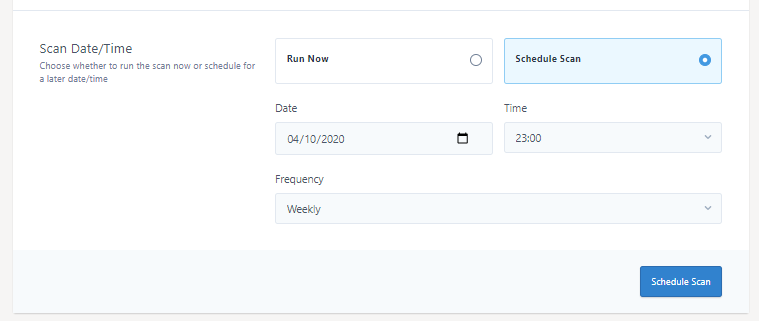 Scan Date/Time
Choose whether to run the scan now or schedule for
a later date/time
Run Now
Schedule Scan
Date
Time
04/10/2020
23:00
Frequency
Weekly
Schedule Scan